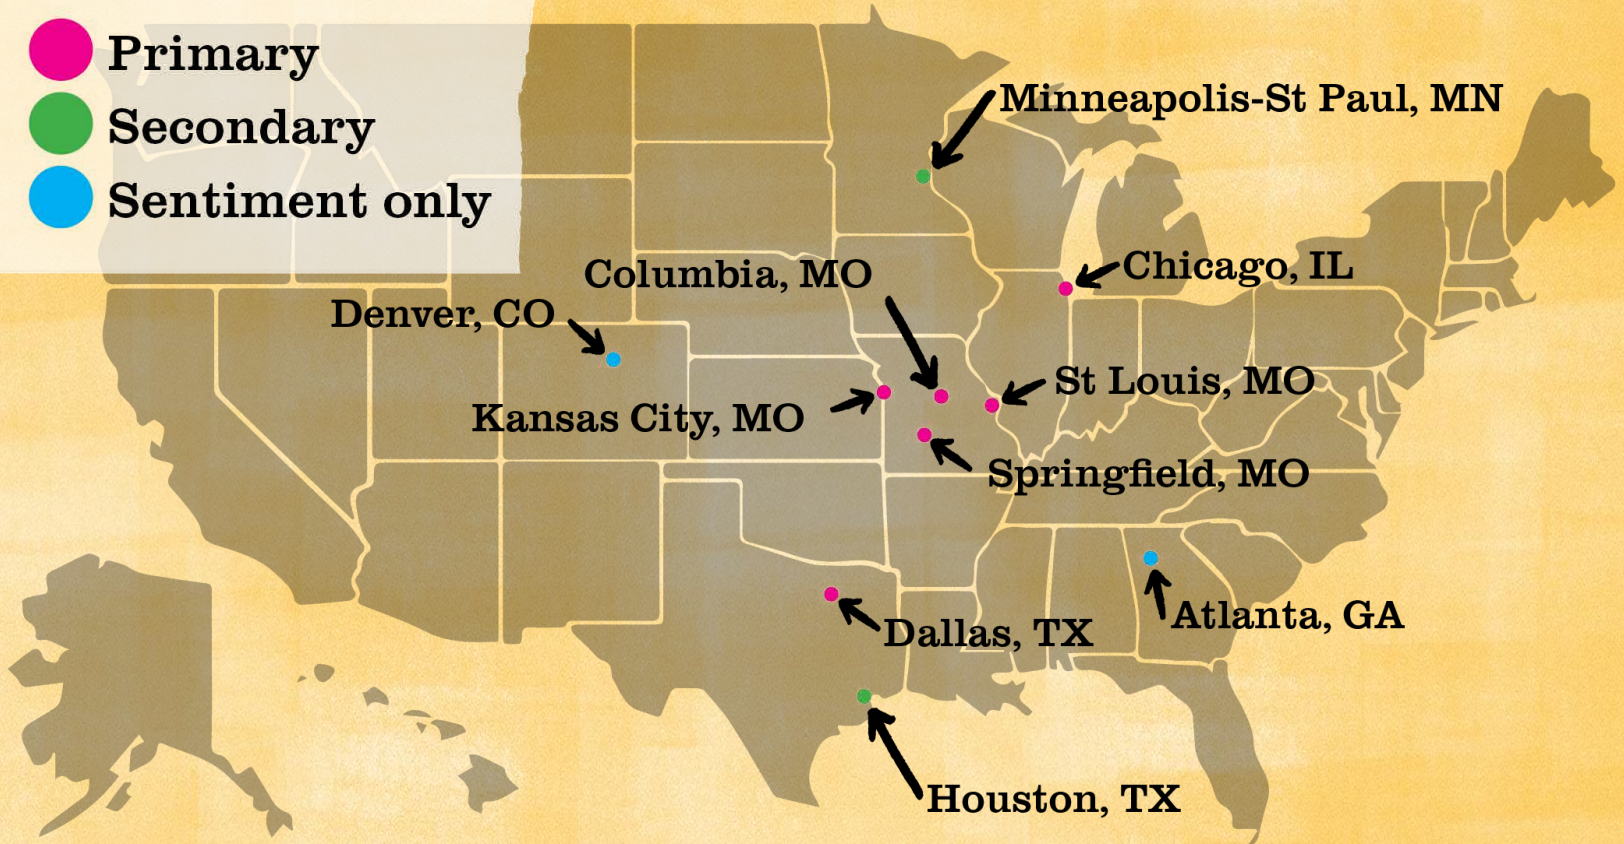 Primary
Secondary
Sentiment only
Minneapolis-St Paul, MN
Chicago, IL
Columbia, MO
Denver, CO
St Louis, MO
Kansas City, MO
Springfield, MO
Atlanta, GA
Dallas, TX
Houston, TX